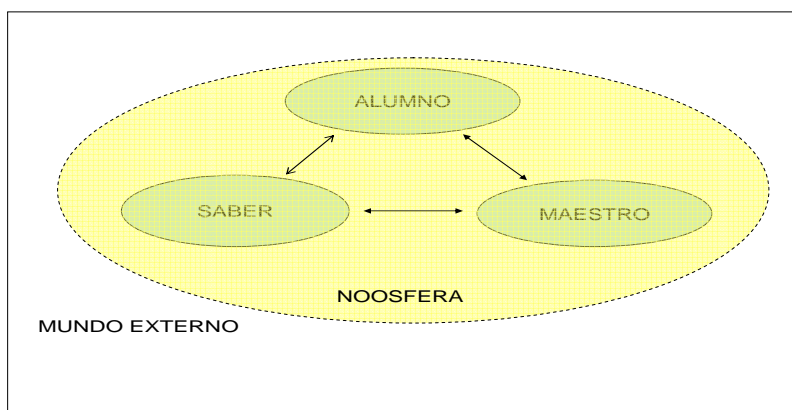 ALUMNO
SABER
MAESTRO
NOOSFERA
MUNDO EXTERNO